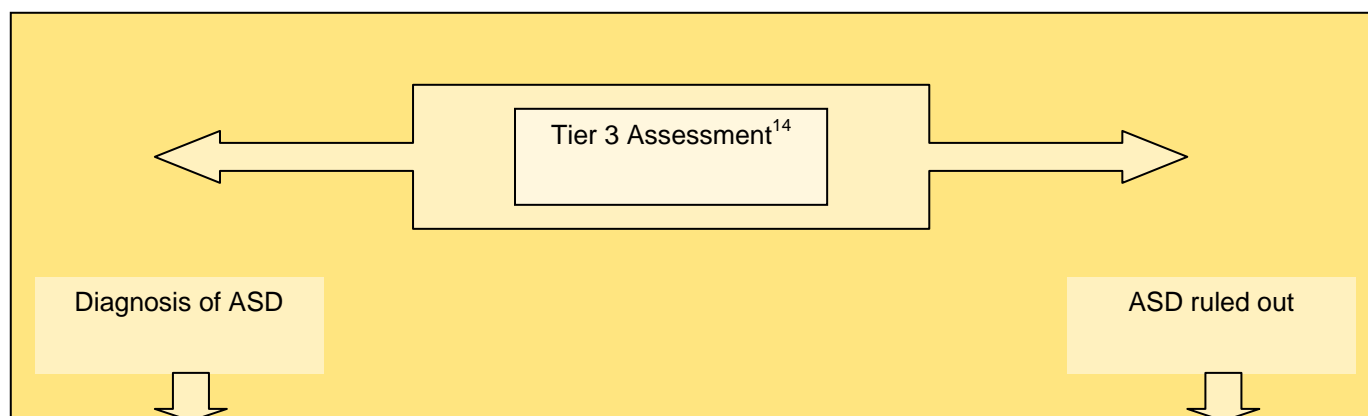 Tier 3 Assessment14
Diagnosis of ASD
ASD ruled out